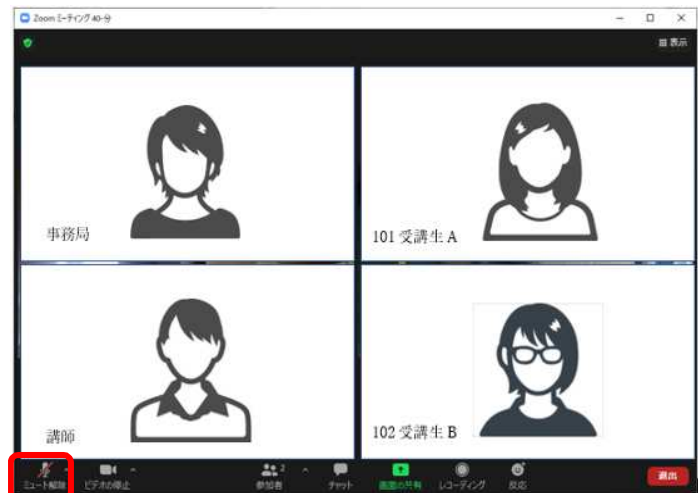 Zoom ミーティング 40-分
表示
事務局
101 受講生 A
講師
102 受講生 B
ミュート解除
ビデオの停止
2
参加者
チャット
画面の共有
レコーディング
反応
退出